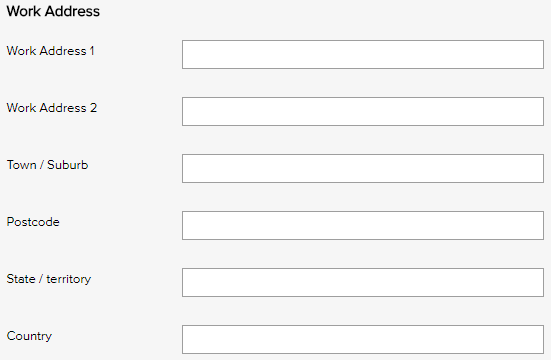 Work Address
Work Address 1
Work Address 2
Town / Suburb
Postcode
State / territory
Country